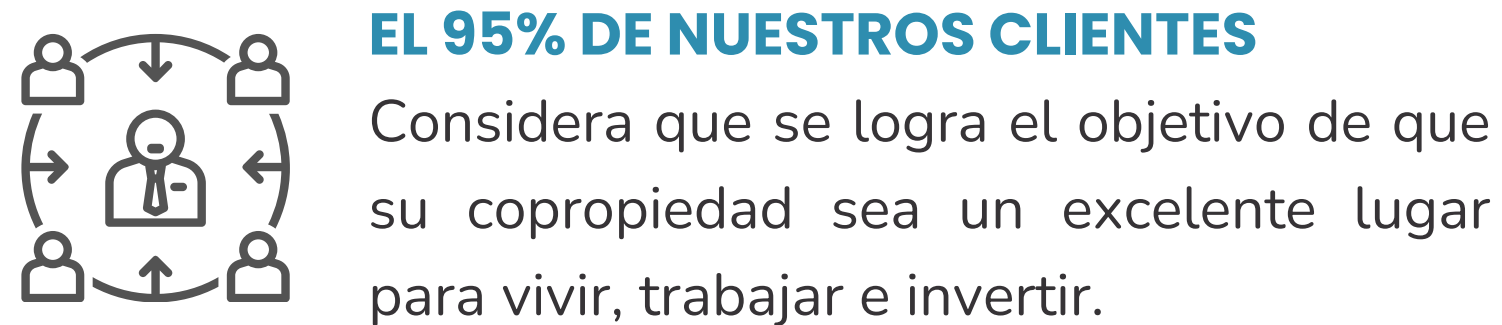 EL 95% DE NUESTROS CLIENTES
Considera que se logra el objetivo de que
su copropiedad sea un excelente lugar
para vivir, trabajar e invertir.